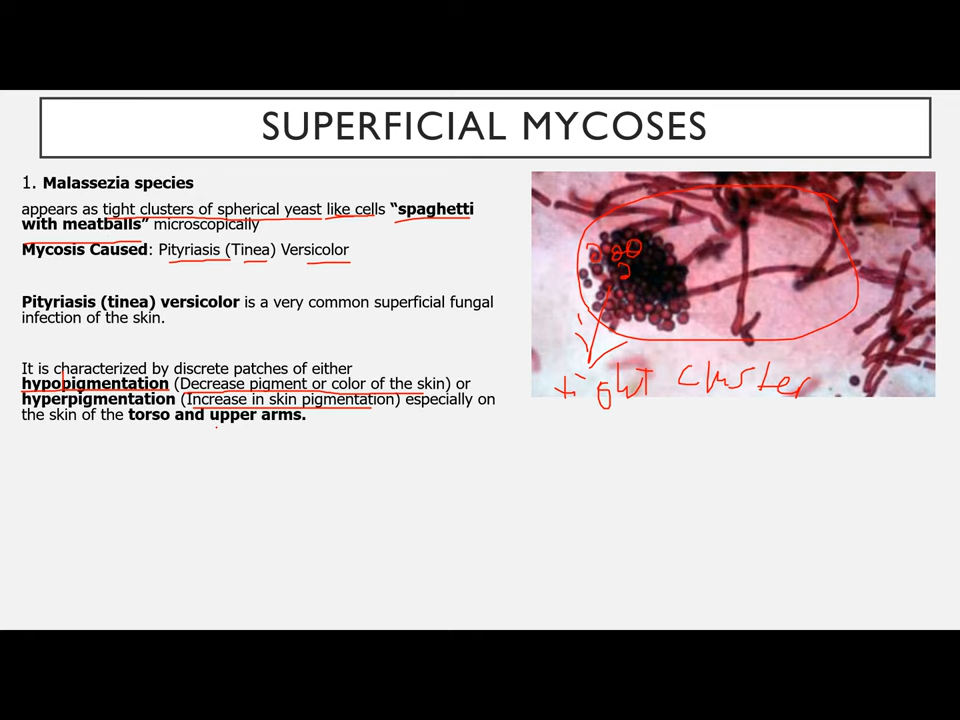 SUPERFICIAL MYCOSES
1. Malassezia species
appears as tight clusters of spherical yeast like cells “spaghetti
with meatballs” microscopically
Mycosis Caused: Pityriasis (Tinea) Versicolor
Pityriasis (tinea) versicolor is a very common superficial fungal
infection of the skin.
It is characterized by discrete patches of either
hypopigmentation (Decrease pigment or color of the skin) or
hyperpigmentation (Increase in skin pigmentation) especially on
the skin of the torso and upper arms.
tight cluster